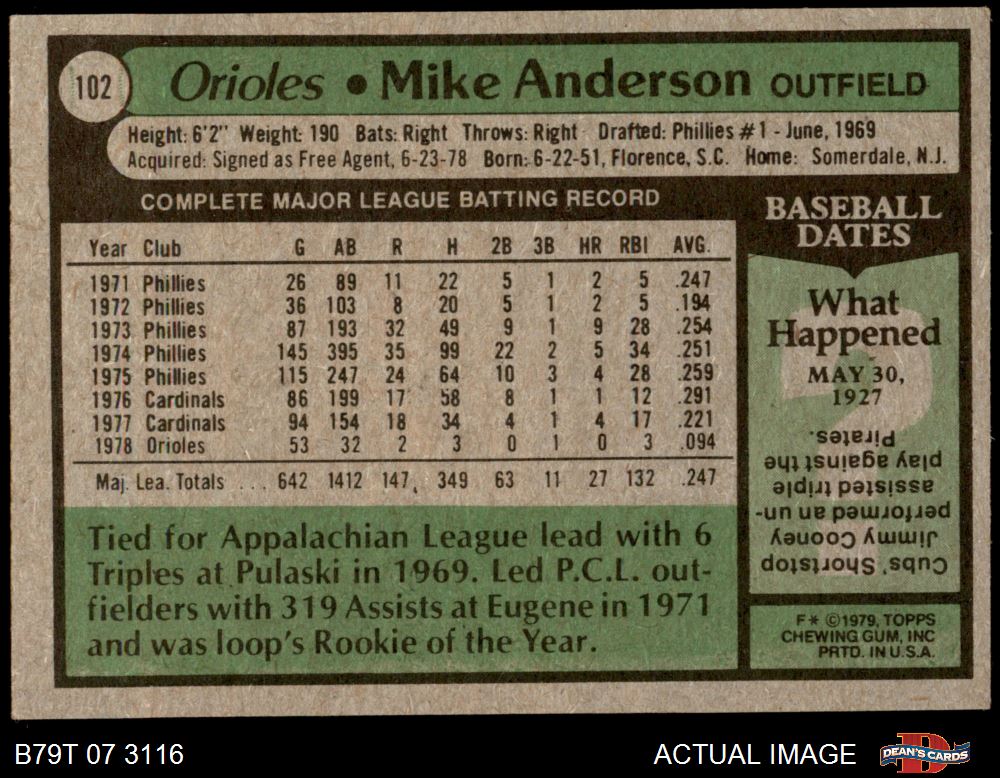 102
Orioles • Mike Anderson OUTFIELD
Height: 6'2" Weight: 190 Bats: Right Throws: Right Drafted: Phillies #1 - June, 1969
Acquired: Signed as Free Agent, 6-23-78 Born: 6-22-51, Florence, S.C. Home: Somerdale, N.J.
COMPLETE MAJOR LEAGUE BATTING RECORD
Year Club G AB R H 2B 3B HR RBI AVG.
1971 Phillies 26 89 11 22 5 1 2 5 .247
1972 Phillies 36 103 8 20 5 1 2 5 .194
1973 Phillies 87 193 32 49 9 1 9 28 .254
1974 Phillies 145 395 35 99 22 2 5 34 .251
1975 Phillies 115 247 24 64 10 3 4 28 .259
1976 Cardinals 86 199 17 58 8 1 1 12 .291
1977 Cardinals 94 154 18 34 4 1 4 17 .221
1978 Orioles 53 32 2 3 0 1 0 3 .094
Maj. Lea. Totals ... 642 1412 147 349 63 11 27 132 .247
Tied for Appalachian League lead with 6
Triples at Pulaski in 1969. Led P.C.L. out-
fielders with 319 Assists at Eugene in 1971
and was loop's Rookie of the Year.
BASEBALL
DATES
What
Happened
MAY 30,
1927
?
Cubs' Shortstop
Jimmy Cooney
performed an un-
assisted triple
play against the
Pirates.
F* ©1979, TOPPS
CHEWING GUM, INC
PRTD. IN U.S.A.
B79T 07 3116
ACTUAL IMAGE
D
DEAN'S CARDS